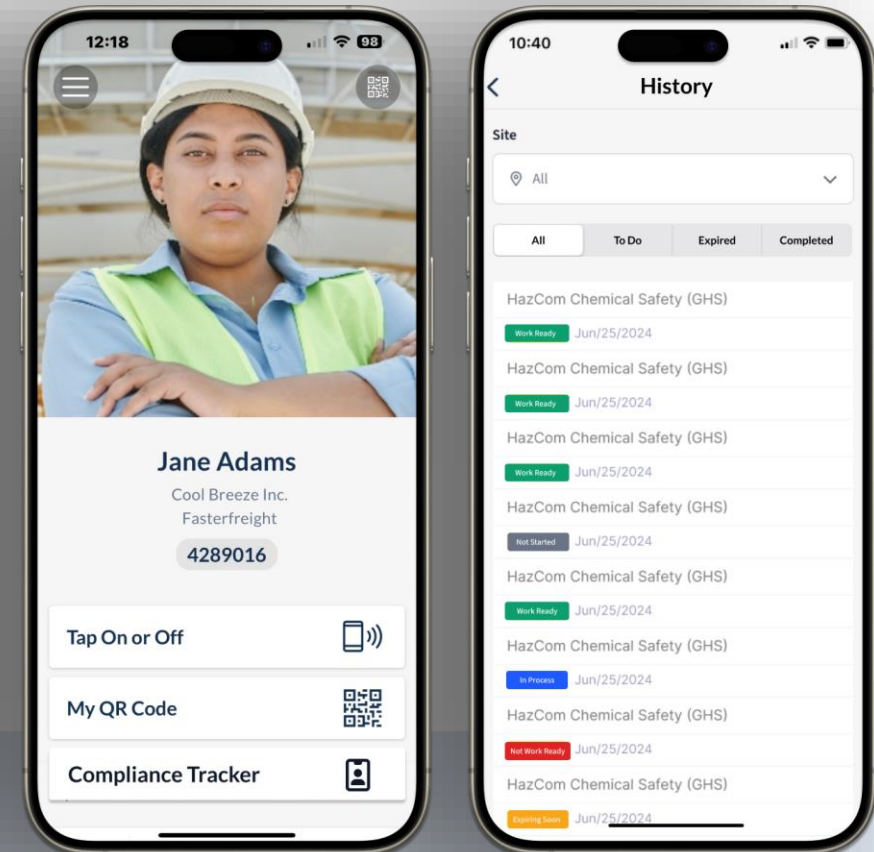 12:18
98
Jane Adams
Cool Breeze Inc.
Fasterfreight
4289016
Tap On or Off
My QR Code
Compliance Tracker
10:40
History
Site
All
All To Do Expired Completed
HazCom Chemical Safety (GHS)
Work Ready Jun/25/2024
HazCom Chemical Safety (GHS)
Work Ready Jun/25/2024
HazCom Chemical Safety (GHS)
Work Ready Jun/25/2024
HazCom Chemical Safety (GHS)
Not Started Jun/25/2024
HazCom Chemical Safety (GHS)
Work Ready Jun/25/2024
HazCom Chemical Safety (GHS)
In Process Jun/25/2024
HazCom Chemical Safety (GHS)
Not Work Ready Jun/25/2024
HazCom Chemical Safety (GHS)
Expiring Soon Jun/25/2024